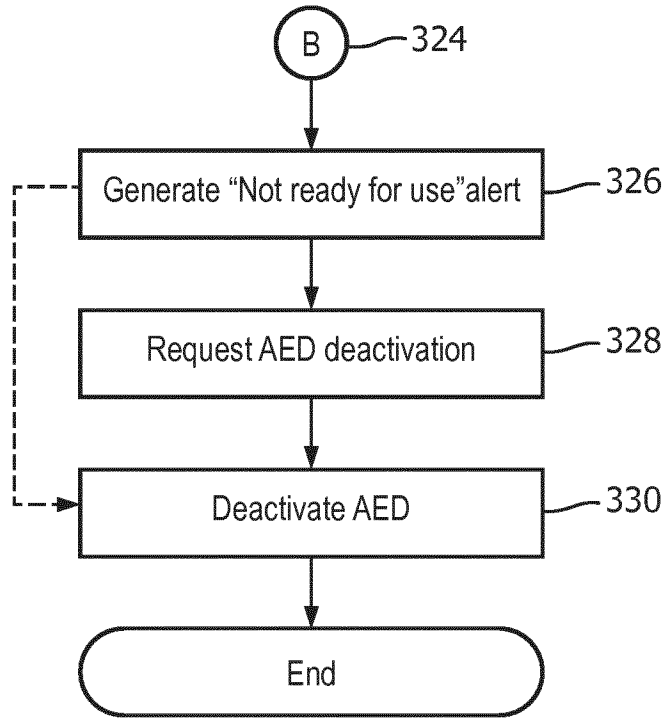 B
324
Generate “Not ready for use”alert
326
Request AED deactivation
328
Deactivate AED
330
End